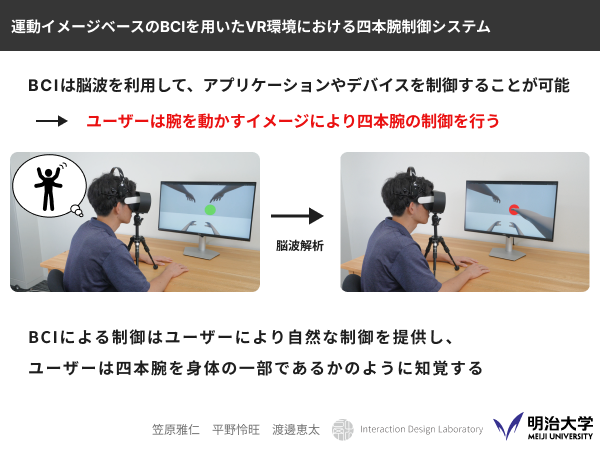 運動イメージベースのBCIを用いたVR環境における四本腕制御システム
BCIは脳波を利用して、アプリケーションやデバイスを制御することが可能
ユーザーは腕を動かすイメージにより四本腕の制御を行う
脳波解析
BCIによる制御はユーザーにより自然な制御を提供し、
ユーザーは四本腕を身体の一部であるかのように知覚する
笠原雅仁 平野怜旺 渡邊恵太 Interaction Design Laboratory
明治大学
MEIJI UNIVERSITY